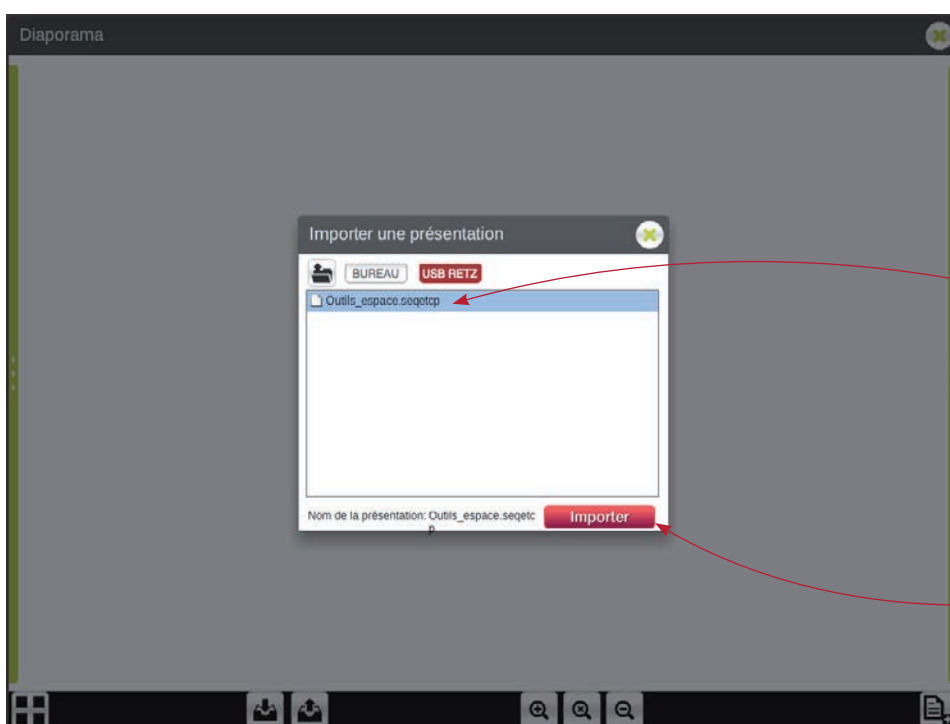 Diaporama
Importer une présentation
BUREAU USB RETZ
Outils_espace.seqetcp
Nom de la présentation: Outils_espace.seqetc
p
Importer